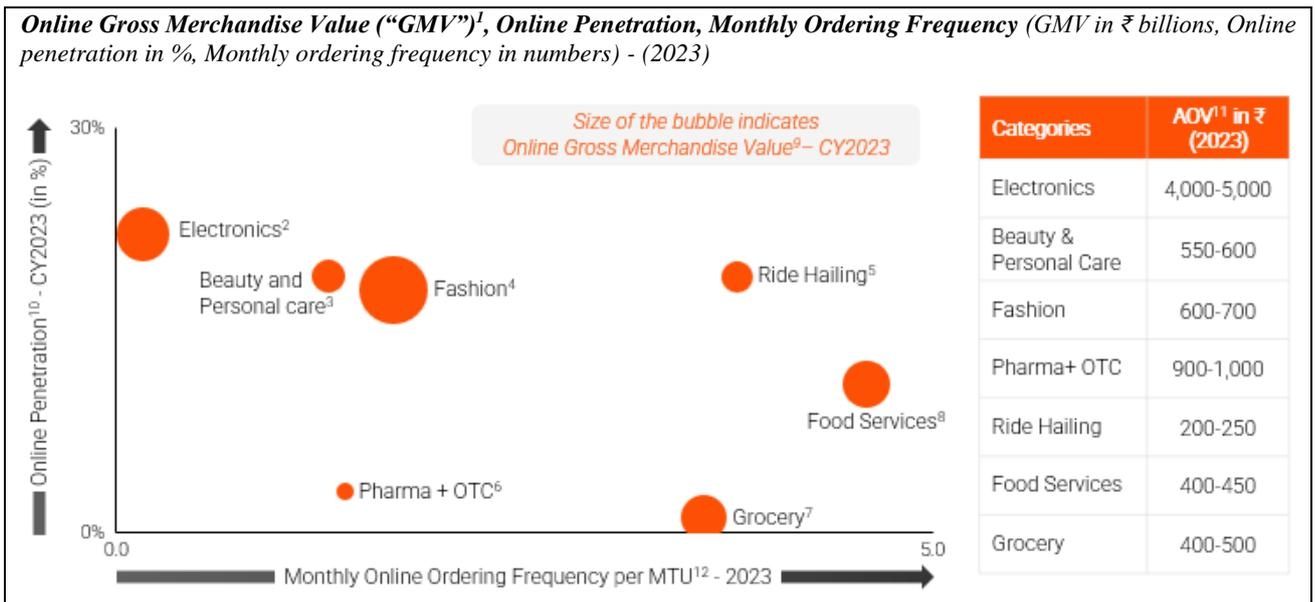 Online Gross Merchandise Value (“GMV”)¹, Online Penetration, Monthly Ordering Frequency (GMV in ₹ billions, Online
penetration in %, Monthly ordering frequency in numbers) - (2023)
Size of the bubble indicates
Online Gross Merchandise Value⁹– CY2023
Online Penetration¹⁰ - CY2023 (in %)
30%
Electronics²
Beauty and
Personal care³
Fashion⁴
Ride Hailing⁵
Food Services⁸
Pharma + OTC⁶
Grocery⁷
0%
0.0
5.0
Monthly Online Ordering Frequency per MTU¹² - 2023
Categories
AOV¹¹ in ₹
(2023)
Electronics
4,000-5,000
Beauty &
Personal Care
550-600
Fashion
600-700
Pharma+ OTC
900-1,000
Ride Hailing
200-250
Food Services
400-450
Grocery
400-500